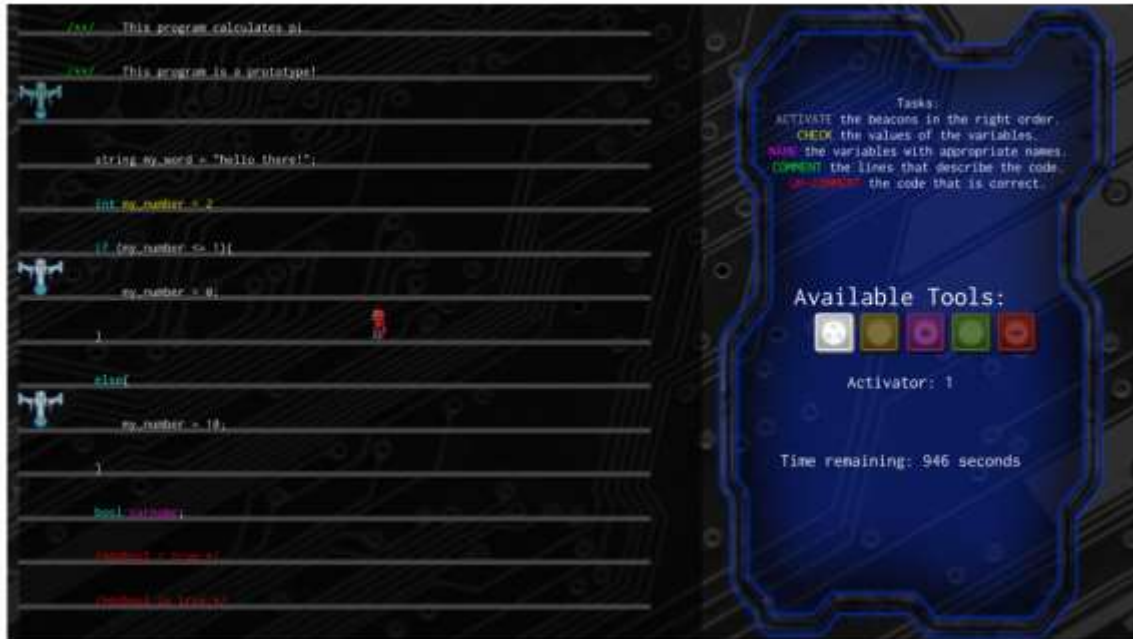 /**/ This program calculates pi.
/**/ This program is a prototype!
string my_word = "hello there!";
int my_number = 2
if (my_number <= 1){
my_number = 0;
}
else{
my_number = 10;
}
bool varname;
Tasks:
ACTIVATE the beacons in the right order.
CHECK the values of the variables.
NAME the variables with appropriate names.
COMMENT the lines that describe the code.
UN-COMMENT the code that is correct.
Available Tools:
Activator: 1
Time remaining: 946 seconds